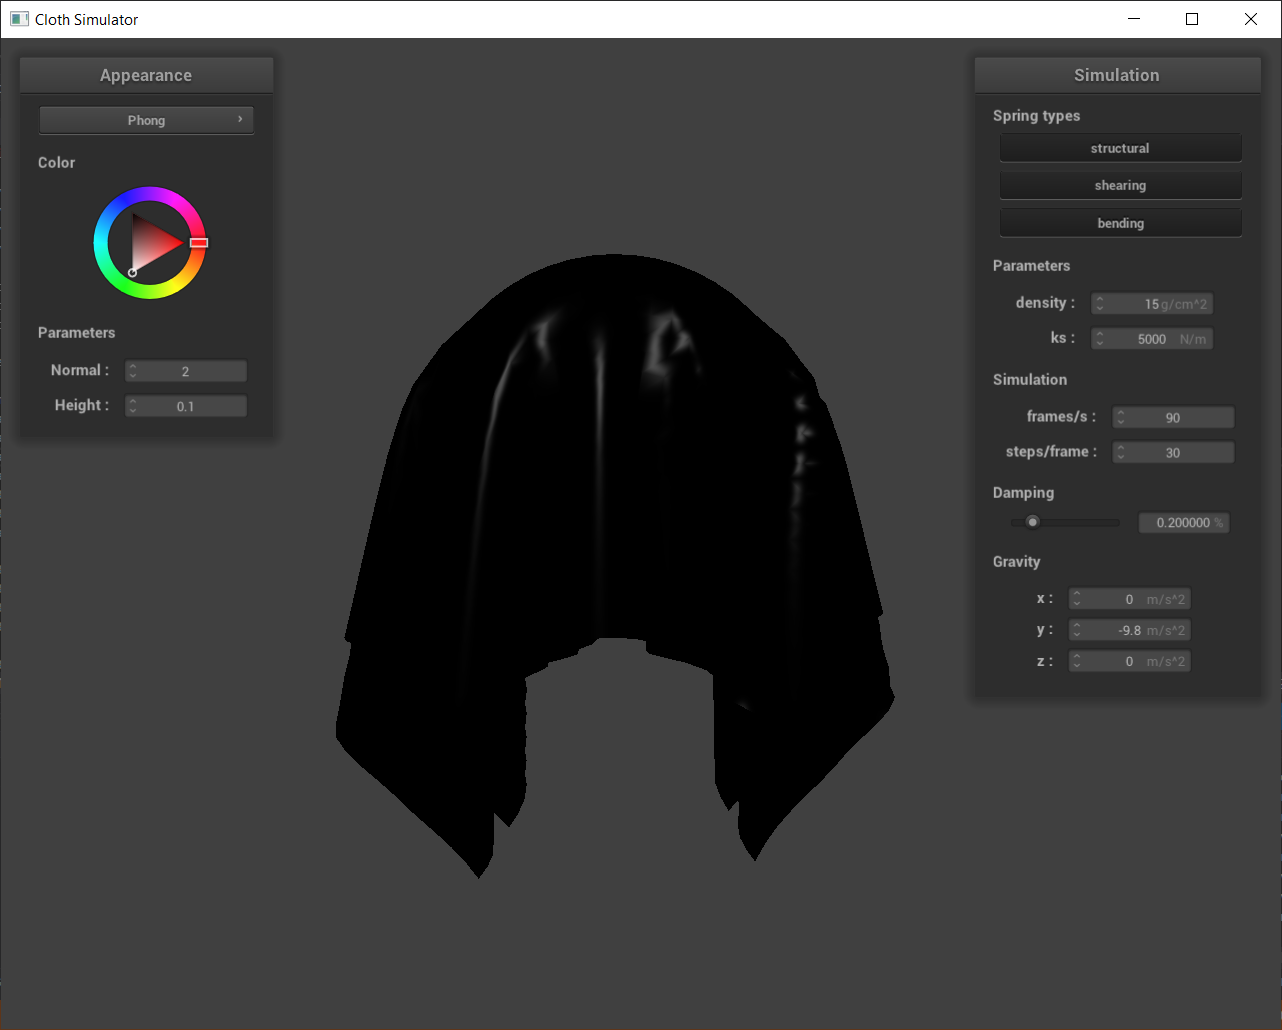 Cloth Simulator
Appearance
Phong
Color
Parameters
Normal : 2
Height : 0.1
Simulation
Spring types
structural
shearing
bending
Parameters
density : 15 g/cm^2
ks : 5000 N/m
Simulation
frames/s : 90
steps/frame : 30
Damping
0.200000 %
Gravity
x : 0 m/s^2
y : -9.8 m/s^2
z : 0 m/s^2